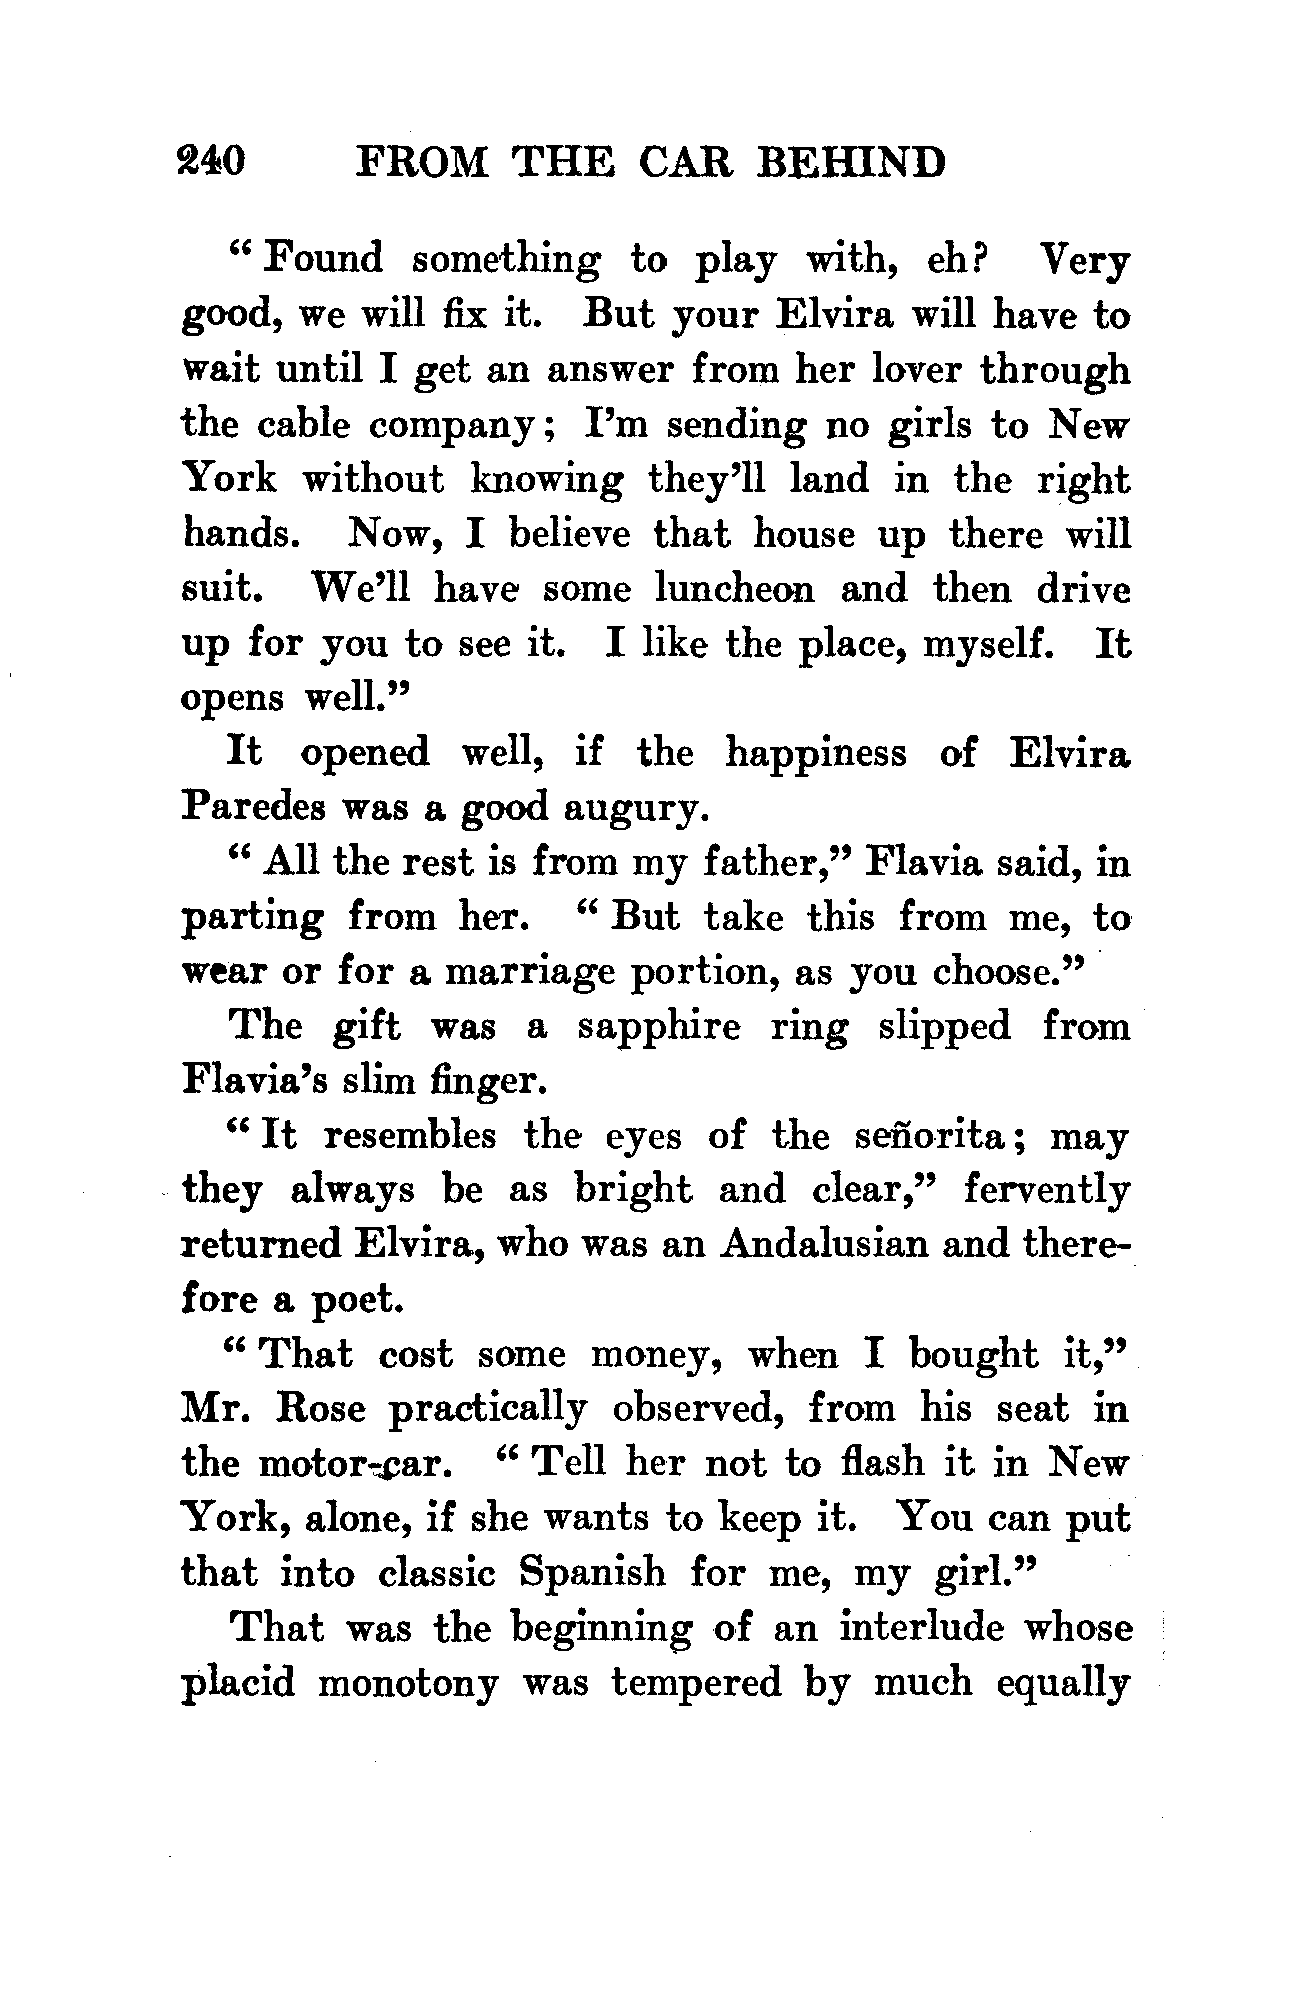 240 FROM THE CAR BEHIND
“ Found something to play with, eh? Very
good, we will fix it. But your Elvira will have to
wait until I get an answer from her lover through
the cable company; I’m sending no girls to New
York without knowing they’ll land in the right
hands. Now, I believe that house up there will
suit. We’ll have some luncheon and then drive
up for you to see it. I like the place, myself. It
opens well.”
It opened well, if the happiness of Elvira
Paredes was a good augury.
“ All the rest is from my father,” Flavia said, in
parting from her. “ But take this from me, to
wear or for a marriage portion, as you choose.”
The gift was a sapphire ring slipped from
Flavia’s slim finger.
“ It resembles the eyes of the señorita; may
they always be as bright and clear,” fervently
returned Elvira, who was an Andalusian and there-
fore a poet.
“ That cost some money, when I bought it,”
Mr. Rose practically observed, from his seat in
the motor-car. “ Tell her not to flash it in New
York, alone, if she wants to keep it. You can put
that into classic Spanish for me, my girl.”
That was the beginning of an interlude whose
placid monotony was tempered by much equally